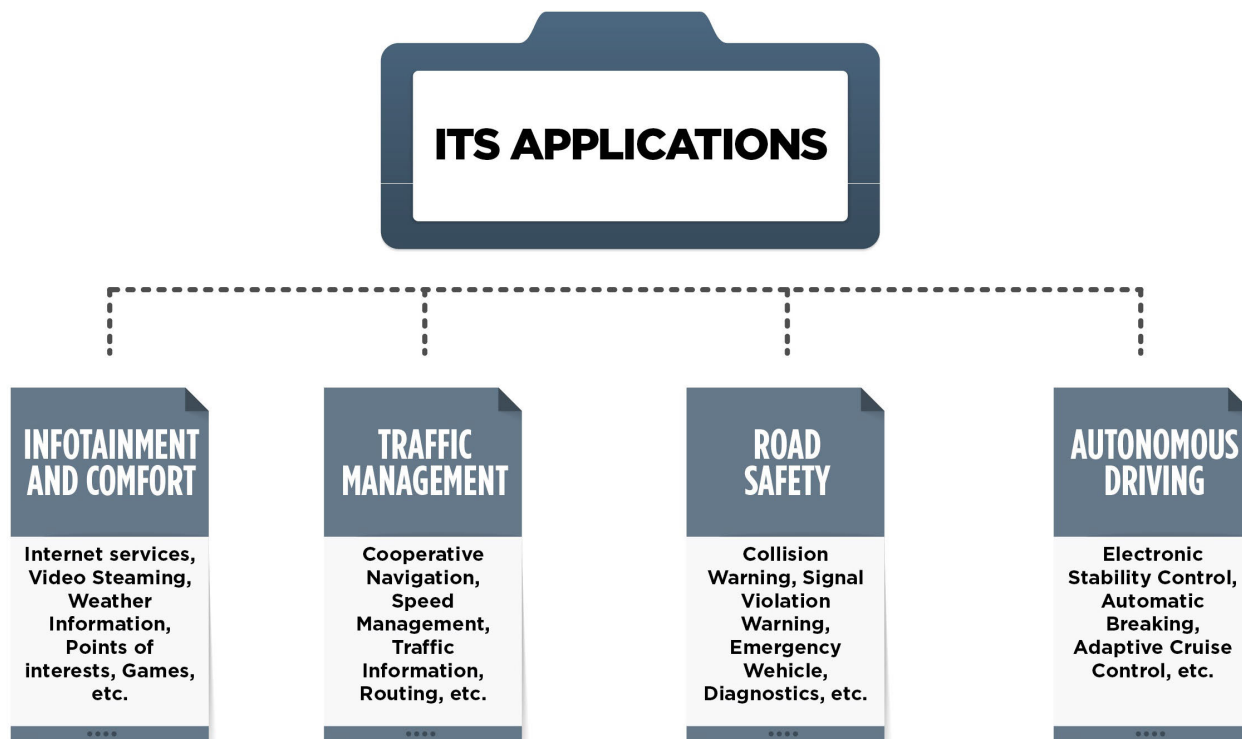 ITS APPLICATIONS
INFOTAINMENT
AND COMFORT
Internet services,
Video Steaming,
Weather
Information,
Points of
interests, Games,
etc.
TRAFFIC
MANAGEMENT
Cooperative
Navigation,
Speed
Management,
Traffic
Information,
Routing, etc.
ROAD
SAFETY
Collision
Warning, Signal
Violation
Warning,
Emergency
Wehicle,
Diagnostics, etc.
AUTONOMOUS
DRIVING
Electronic
Stability Control,
Automatic
Breaking,
Adaptive Cruise
Control, etc.